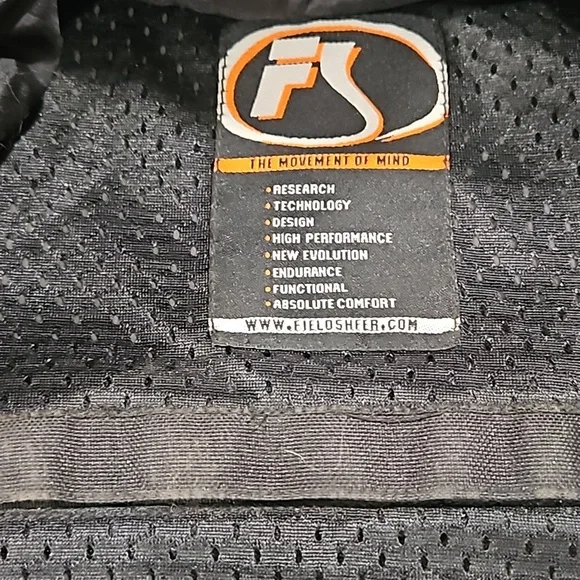 FS
THE MOVEMENT OF MIND
•RESEARCH
•TECHNOLOGY
•DESIGN
•HIGH PERFORMANCE
•NEW EVOLUTION
•ENDURANCE
•FUNCTIONAL
•ABSOLUTE COMFORT
WWW.FIELDSHEER.COM